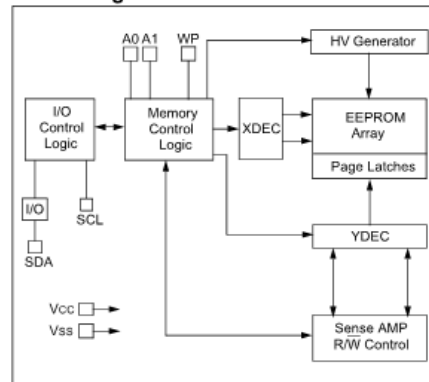 A0 A1 WP
HV Generator
I/O
Control
Logic
Memory
Control
Logic
XDEC
EEPROM
Array
Page Latches
I/O
SCL
SDA
YDEC
Vcc
Vss
Sense AMP
R/W̅ Control